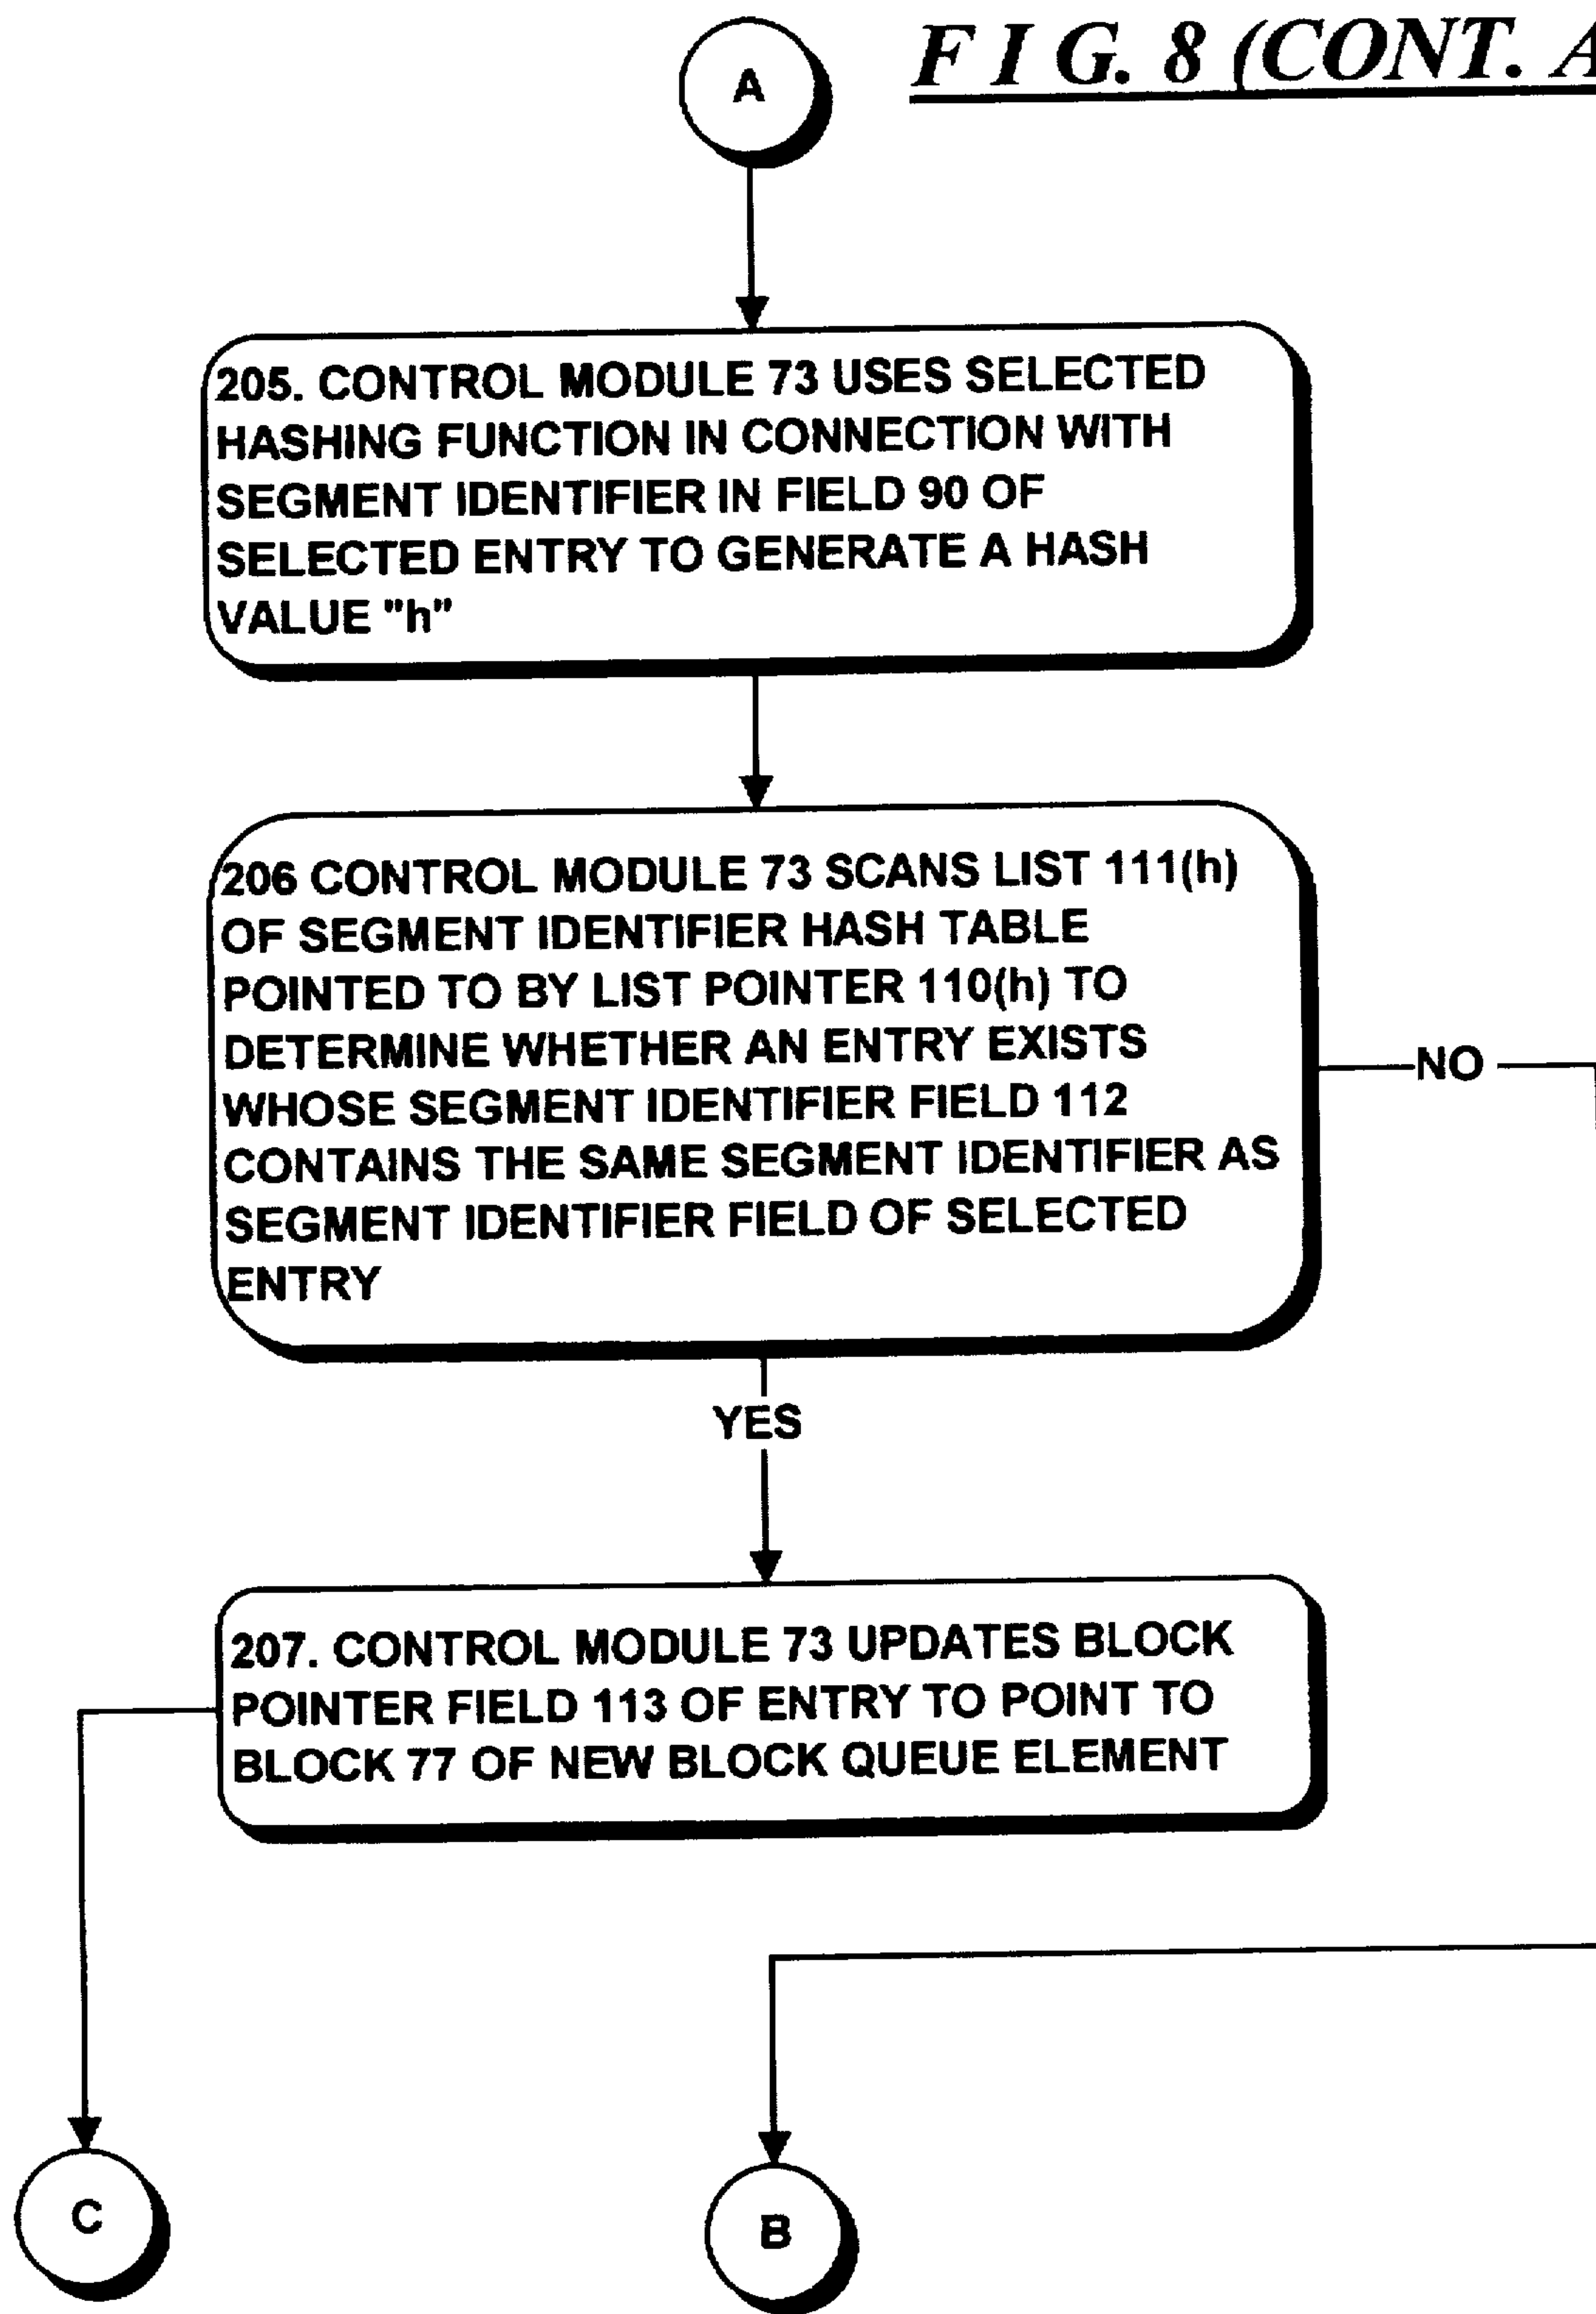 A
F I G. 8 (CONT. A
205. CONTROL MODULE 73 USES SELECTED
HASHING FUNCTION IN CONNECTION WITH
SEGMENT IDENTIFIER IN FIELD 90 OF
SELECTED ENTRY TO GENERATE A HASH
VALUE "h"
206 CONTROL MODULE 73 SCANS LIST 111(h)
OF SEGMENT IDENTIFIER HASH TABLE
POINTED TO BY LIST POINTER 110(h) TO
DETERMINE WHETHER AN ENTRY EXISTS
WHOSE SEGMENT IDENTIFIER FIELD 112
CONTAINS THE SAME SEGMENT IDENTIFIER AS
SEGMENT IDENTIFIER FIELD OF SELECTED
ENTRY
NO
YES
207. CONTROL MODULE 73 UPDATES BLOCK
POINTER FIELD 113 OF ENTRY TO POINT TO
BLOCK 77 OF NEW BLOCK QUEUE ELEMENT
C
B